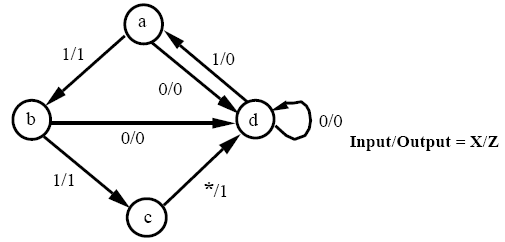 a
1/1
1/0
0/0
b
d
0/0
0/0
Input/Output = X/Z
1/1
*/1
c